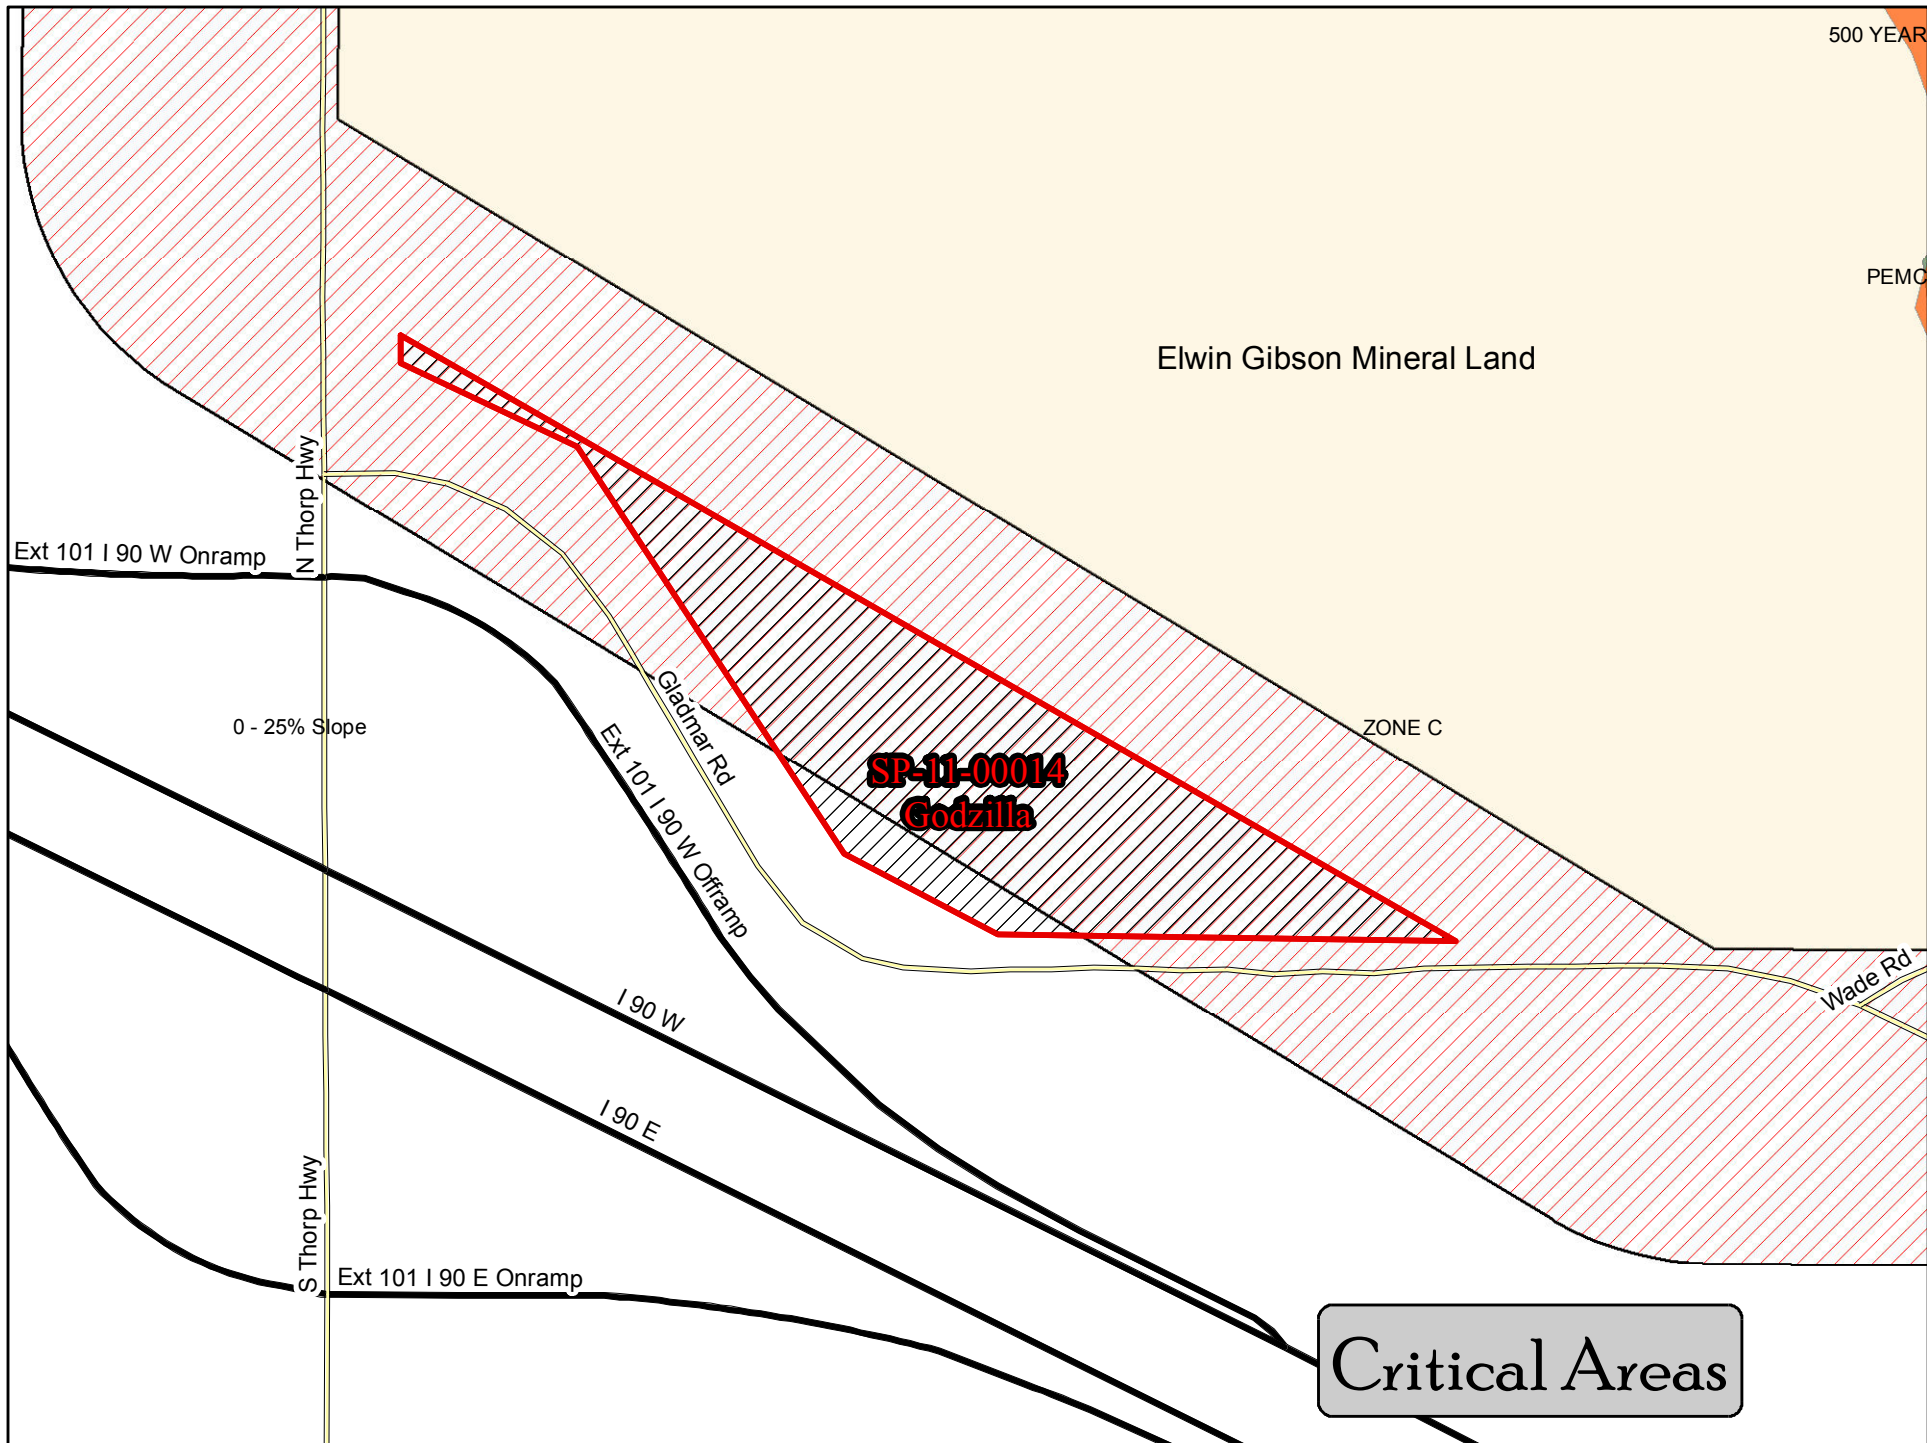 500 YEAR
PEMC
Elwin Gibson Mineral Land
N Thorp Hwy
Ext 101 I 90 W Onramp
0 - 25% Slope
Gladmar Rd
Ext 101 I 90 W Offramp
ZONE C
SP-11-00014
Godzilla
Wade Rd
I 90 W
I 90 E
S Thorp Hwy
Ext 101 I 90 E Onramp
Critical Areas